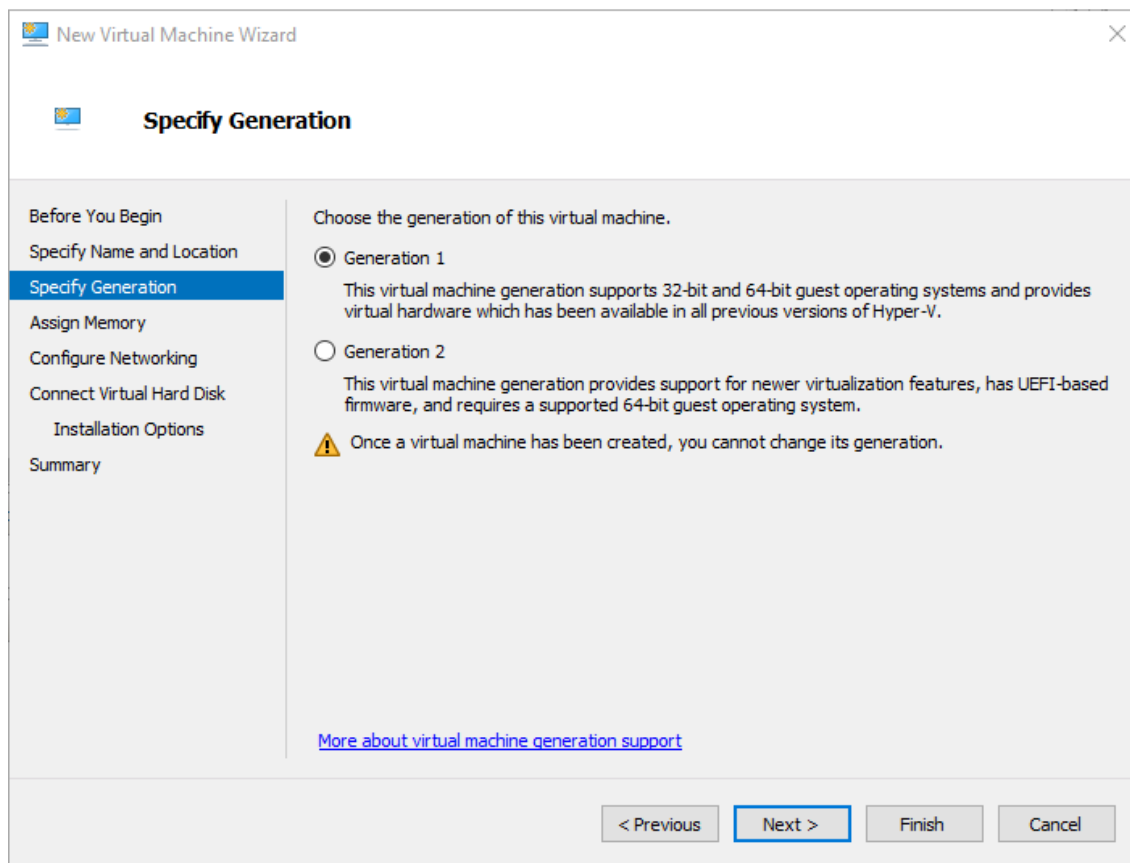 New Virtual Machine Wizard
Specify Generation
Before You Begin
Specify Name and Location
Specify Generation
Assign Memory
Configure Networking
Connect Virtual Hard Disk
Installation Options
Summary
Choose the generation of this virtual machine.
Generation 1
This virtual machine generation supports 32-bit and 64-bit guest operating systems and provides
virtual hardware which has been available in all previous versions of Hyper-V.
Generation 2
This virtual machine generation provides support for newer virtualization features, has UEFI-based
firmware, and requires a supported 64-bit guest operating system.
Once a virtual machine has been created, you cannot change its generation.
More about virtual machine generation support
< Previous
Next >
Finish
Cancel